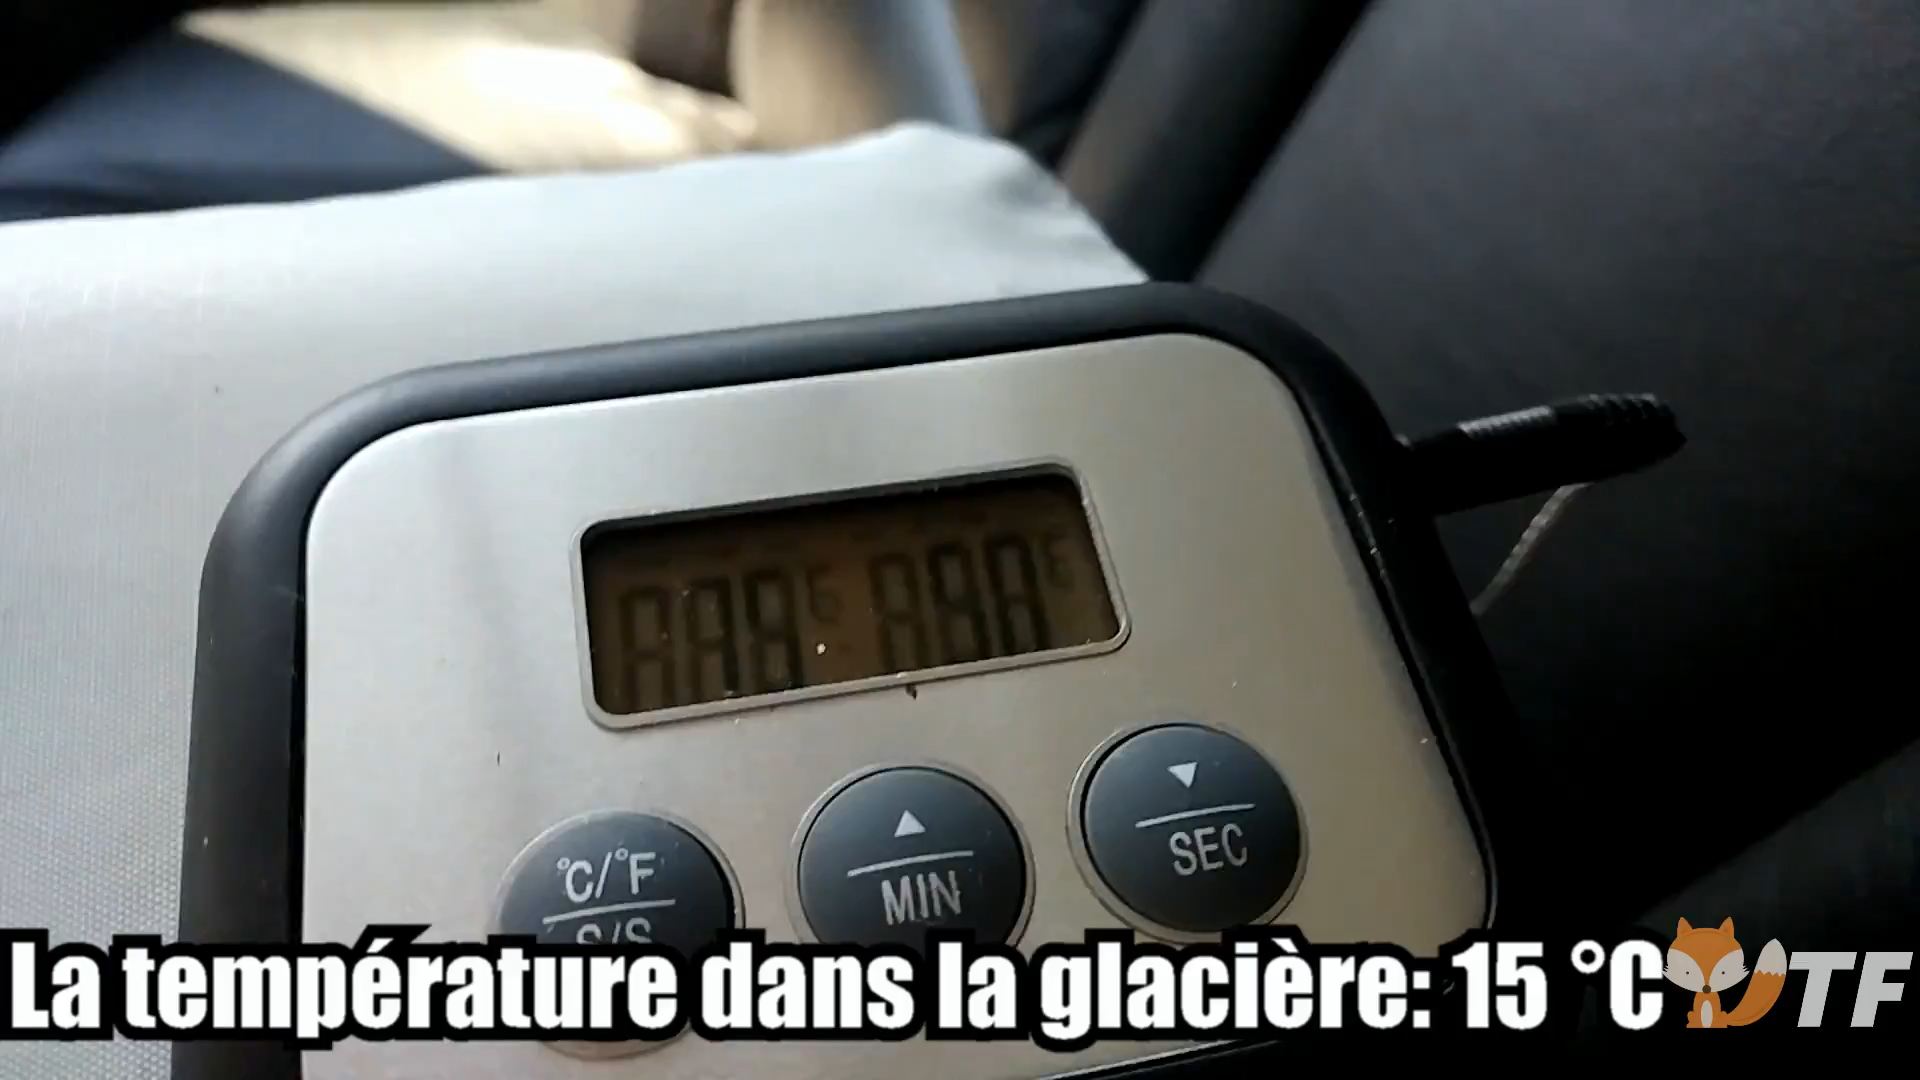 °C/°F
S/S
▲
MIN
▼
SEC
La température dans la glacière: 15 °C
TF